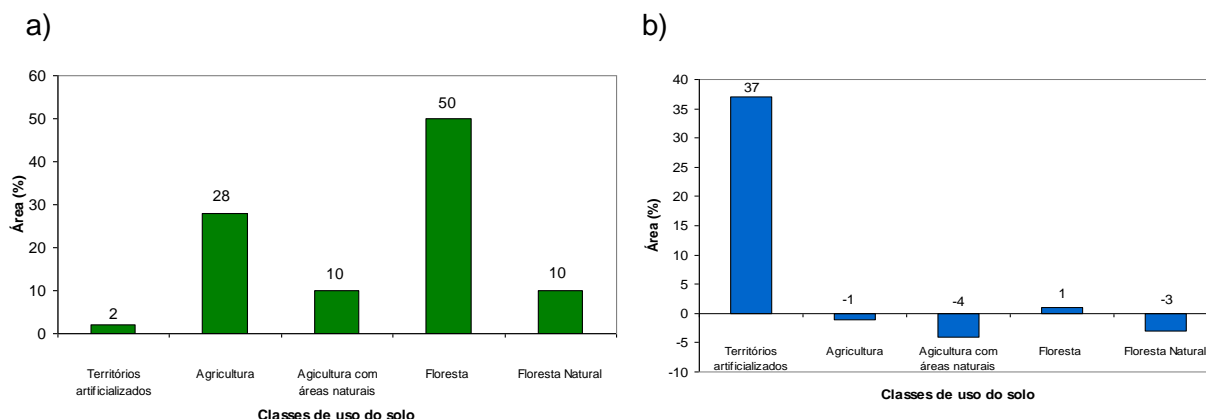 a)
60
50
40
30
20
10
0
Área (%)
2
28
10
50
10
Territórios
artificializados
Agricultura
Agicultura com
áreas naturais
Floresta
Floresta Natural
Classes de uso do solo
b)
40
35
30
25
20
15
10
5
0
-5
-10
Área (%)
37
-1
-4
1
-3
Territórios
artificializados
Agricultura
Agicultura com
áreas naturais
Floresta
Floresta Natural
Classes de uso do solo